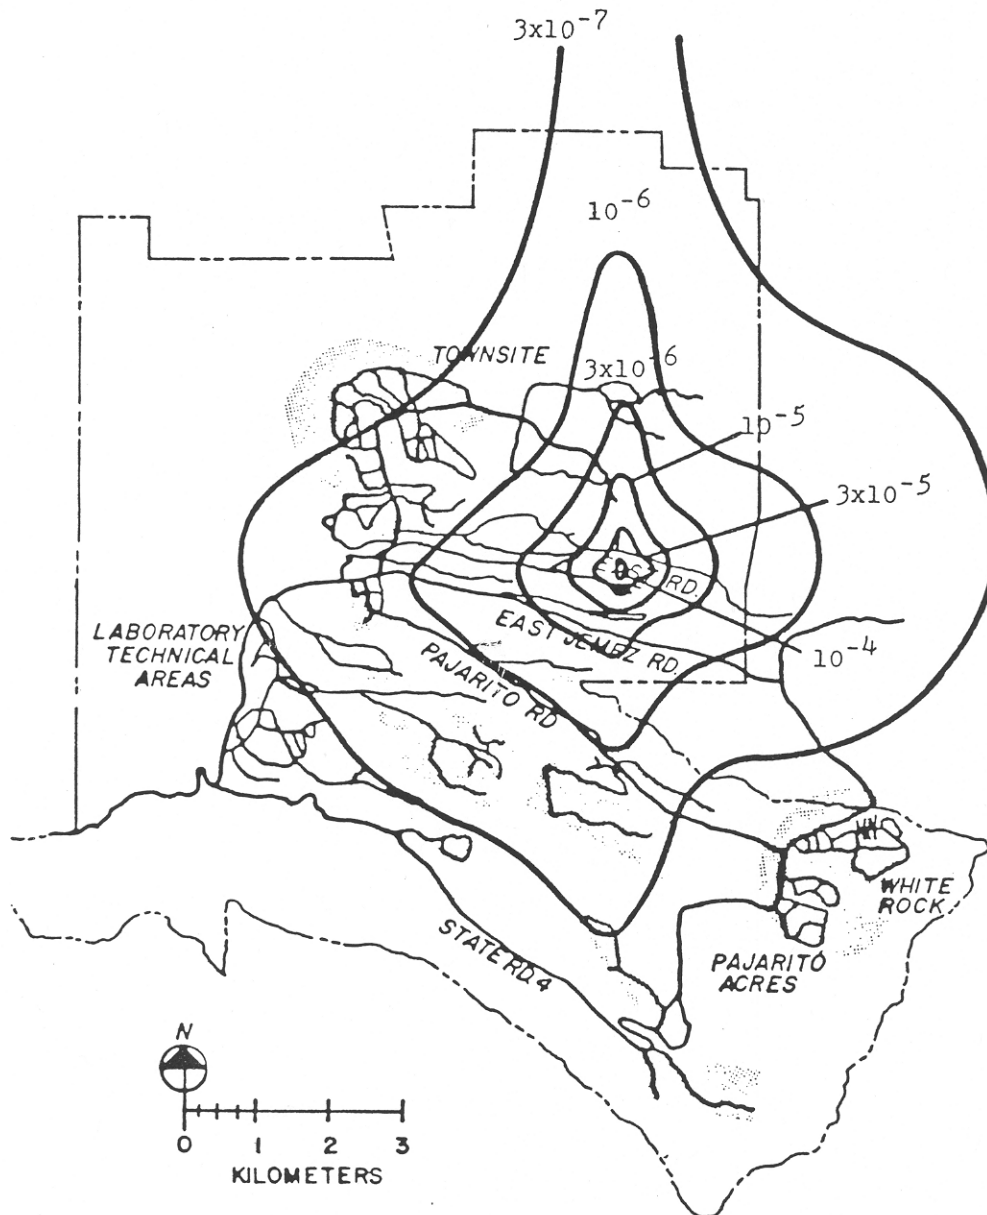 3x10⁻⁷
10⁻⁶
TOWNSITE
3x10⁻⁶
10⁻⁵
3x10⁻⁵
RD.
EAST JEMEZ RD.
10⁻⁴
LABORATORY
TECHNICAL
AREAS
PAJARITO RD
WHITE
ROCK
STATE RD. 4
PAJARITO
ACRES
N
0 1 2 3
KILOMETERS